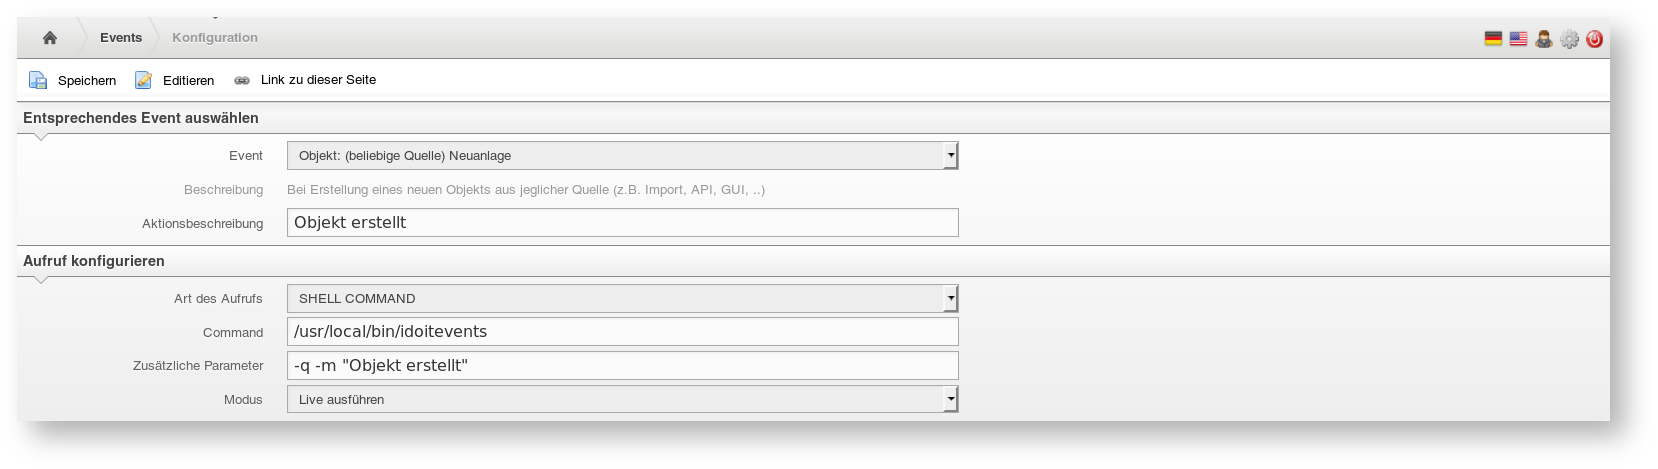 Events Konfiguration
Speichern Editieren Link zu dieser Seite
Entsprechendes Event auswählen
Event Objekt: (beliebige Quelle) Neuanlage
Beschreibung Bei Erstellung eines neuen Objekts aus jeglicher Quelle (z.B. Import, API, GUI, ..)
Aktionsbeschreibung Objekt erstellt
Aufruf konfigurieren
Art des Aufrufs SHELL COMMAND
Command /usr/local/bin/idoitevents
Zusätzliche Parameter -q -m "Objekt erstellt"
Modus Live ausführen